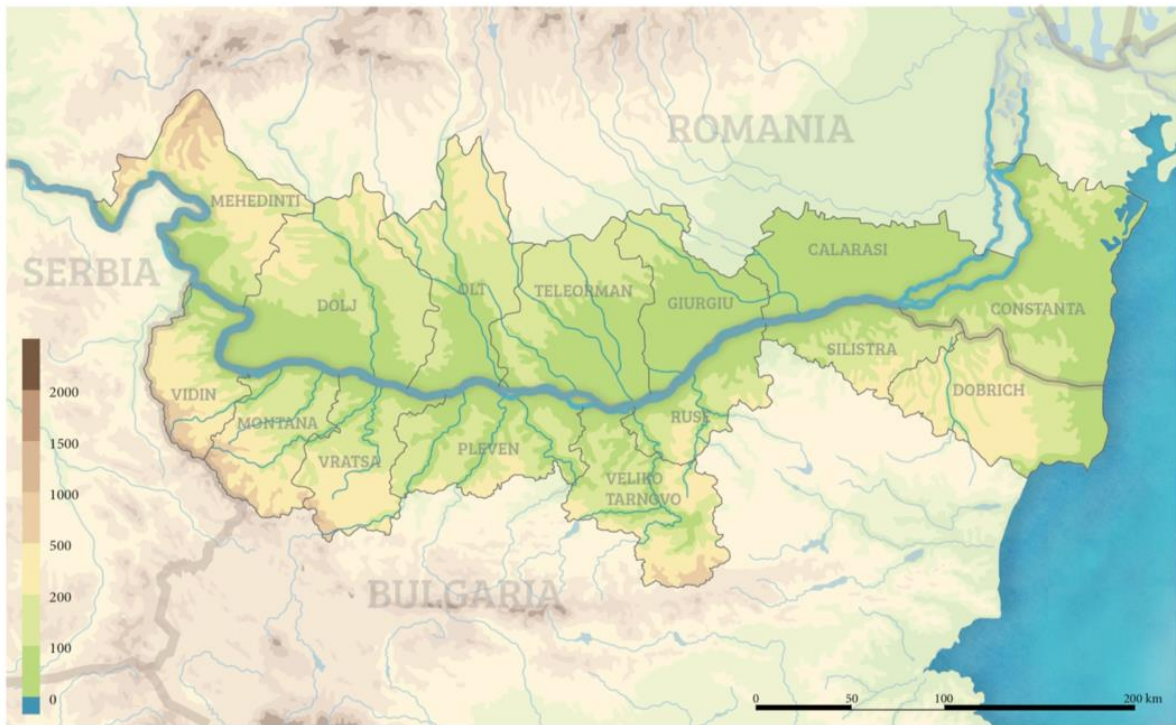 ROMANIA
MEHEDINTI
CALARASI
SERBIA
DOLJ
OLT
TELEORMAN
GIURGIU
CONSTANTA
SILISTRA
VIDIN
DOBRICH
MONTANA
RUSE
VRATSA
PLEVEN
VELIKO
TARNOVO
BULGARIA
2000
1500
1000
500
200
100
0
0 50 100 200 km